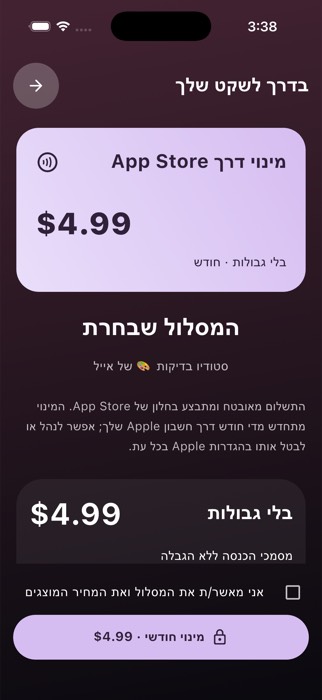 3:38
בדרך לשקט שלך
מינוי דרך App Store
$4.99
בלי גבולות · חודש
המסלול שבחרת
סטודיו בדיקות 🎨 של אייל
התשלום מאובטח ומתבצע בחלון של App Store. המינוי
מתחדש מדי חודש דרך חשבון Apple שלך; אפשר לנהל או
לבטל אותו בהגדרות Apple בכל עת.
בלי גבולות $4.99
מסמכי הכנסה ללא הגבלה
אני מאשר/ת את המסלול ואת המחיר המוצגים
מינוי חודשי · $4.99